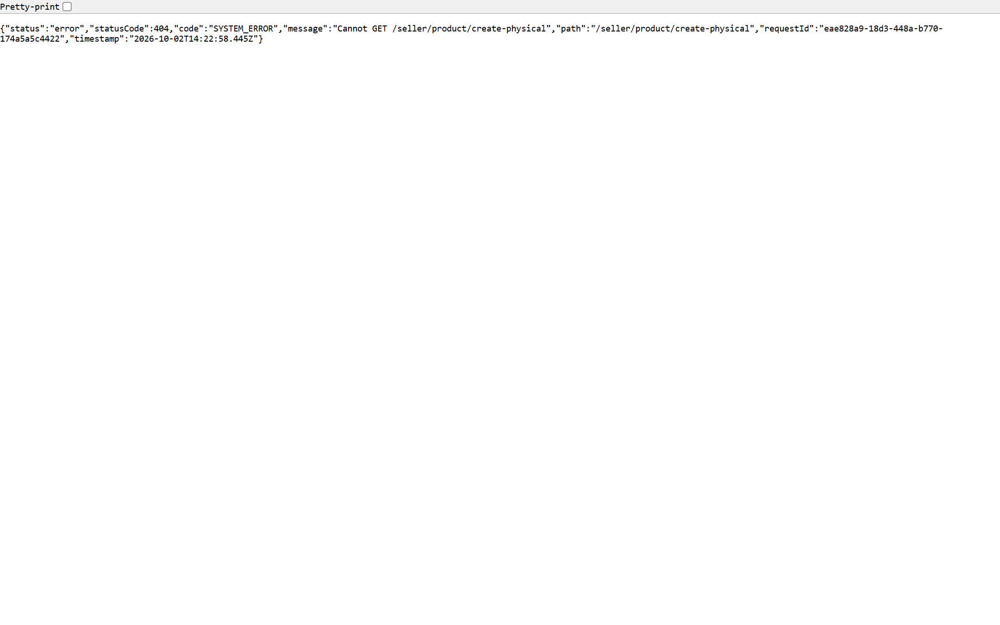 Pretty-print
{"status":"error","statusCode":404,"code":"SYSTEM_ERROR","message":"Cannot GET /seller/product/create-physical","path":"/seller/product/create-physical","requestId":"eae828a9-18d3-448a-b770-
174a5a5c4422","timestamp":"2026-10-02T14:22:58.445Z"}